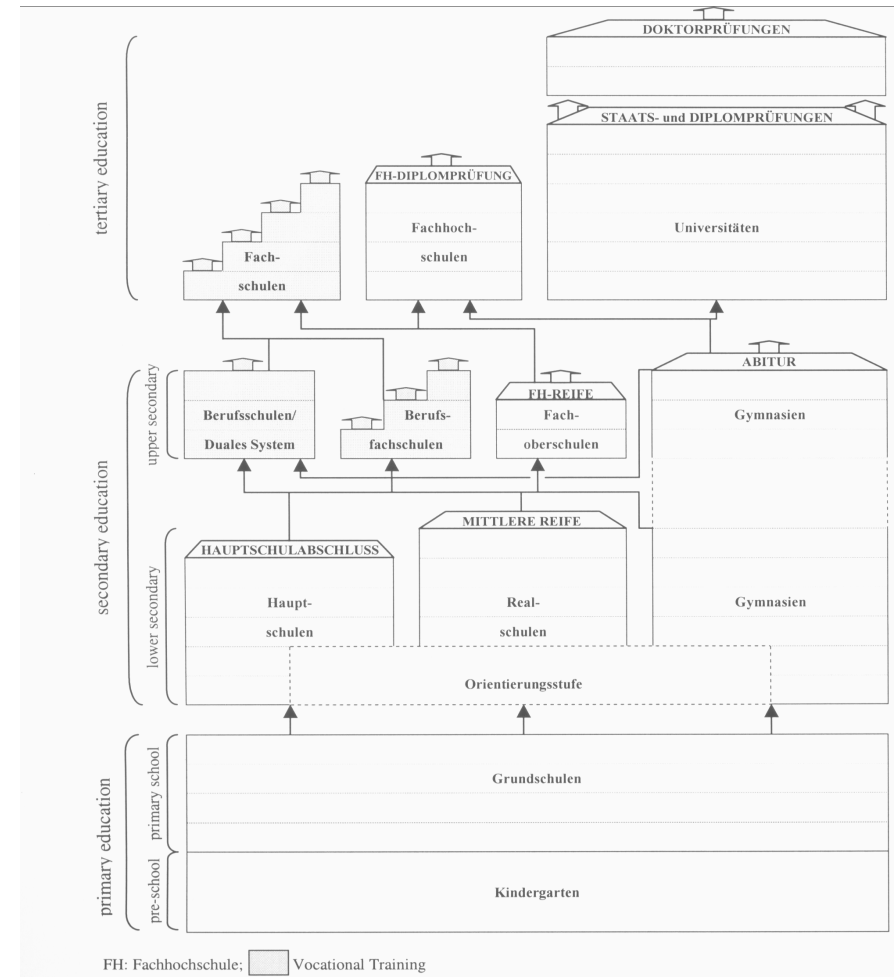 DOKTORPRÜFUNGEN
STAATS- und DIPLOMPRÜFUNGEN
FH-DIPLOMPRÜFUNG
tertiary education
Fach-
schulen
Fachhoch-
schulen
Universitäten
ABITUR
FH-REIFE
upper secondary
Berufsschulen/
Duales System
Berufs-
fachschulen
Fach-
oberschulen
Gymnasien
secondary education
MITTLERE REIFE
HAUPTSCHULABSCHLUSS
lower secondary
Haupt-
schulen
Real-
schulen
Gymnasien
Orientierungsstufe
primary education
primary school
Grundschulen
pre-school
Kindergarten
FH: Fachhochschule; Vocational Training